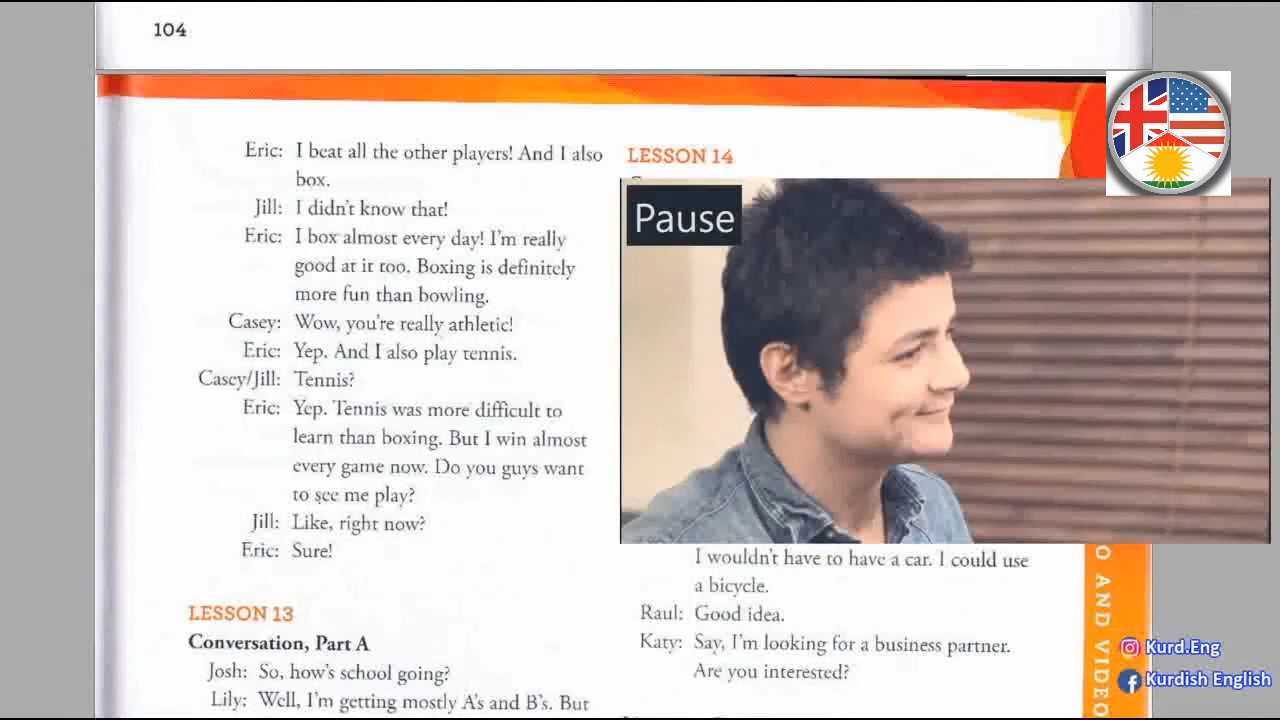 104
Eric: I beat all the other players! And I also
box.
Jill: I didn't know that!
Eric: I box almost every day! I'm really
good at it too. Boxing is definitely
more fun than bowling.
Casey: Wow, you're really athletic!
Eric: Yep. And I also play tennis.
Casey/Jill: Tennis?
Eric: Yep. Tennis was more difficult to
learn than boxing. But I win almost
every game now. Do you guys want
to see me play?
Jill: Like, right now?
Eric: Sure!
LESSON 13
Conversation, Part A
Josh: So, how's school going?
Lily: Well, I'm getting mostly A's and B's. But
LESSON 14
Pause
I wouldn't have to have a car. I could use
a bicycle.
Raul: Good idea.
Katy: Say, I'm looking for a business partner.
Are you interested?
O AND VIDEO
Kurd.Eng
Kurdish English